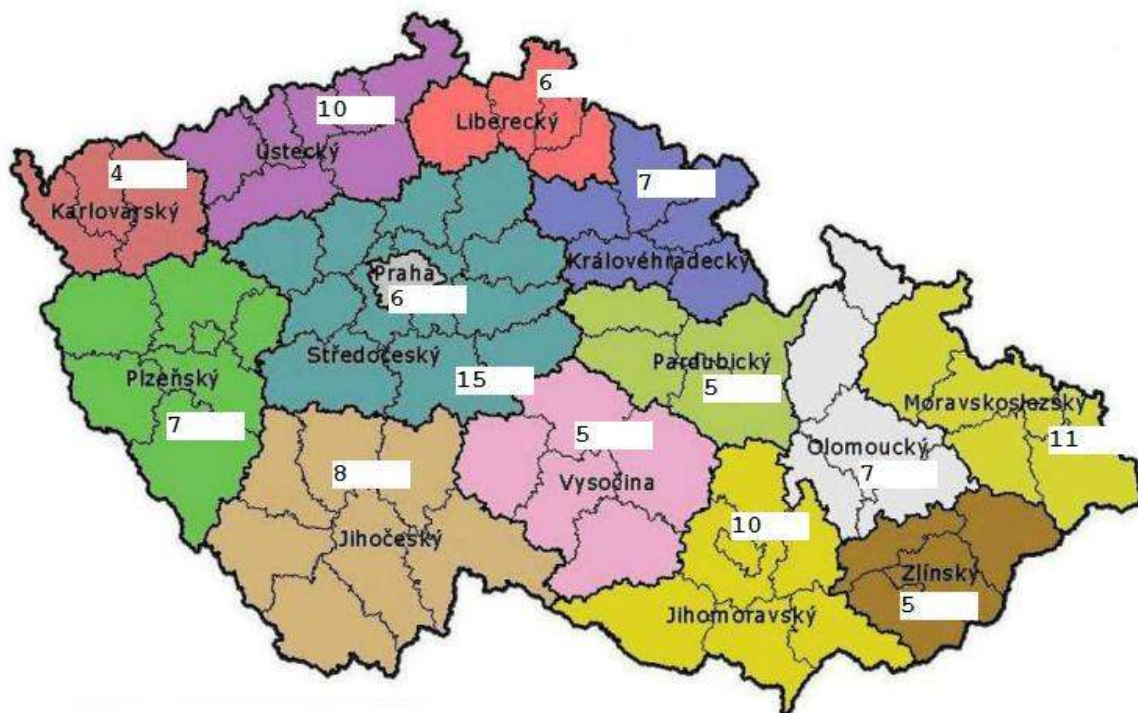 6
10
Liberecký
Ústecký
4
7
Karlovarský
Královéhradecký
Praha
6
Středočeský
Pardubický
Plzeňský
15
5
Moravskoslezský
7
5
11
Olomoucký
8
7
Vysočina
10
Jihočeský
Zlínský
5
Jihomoravský